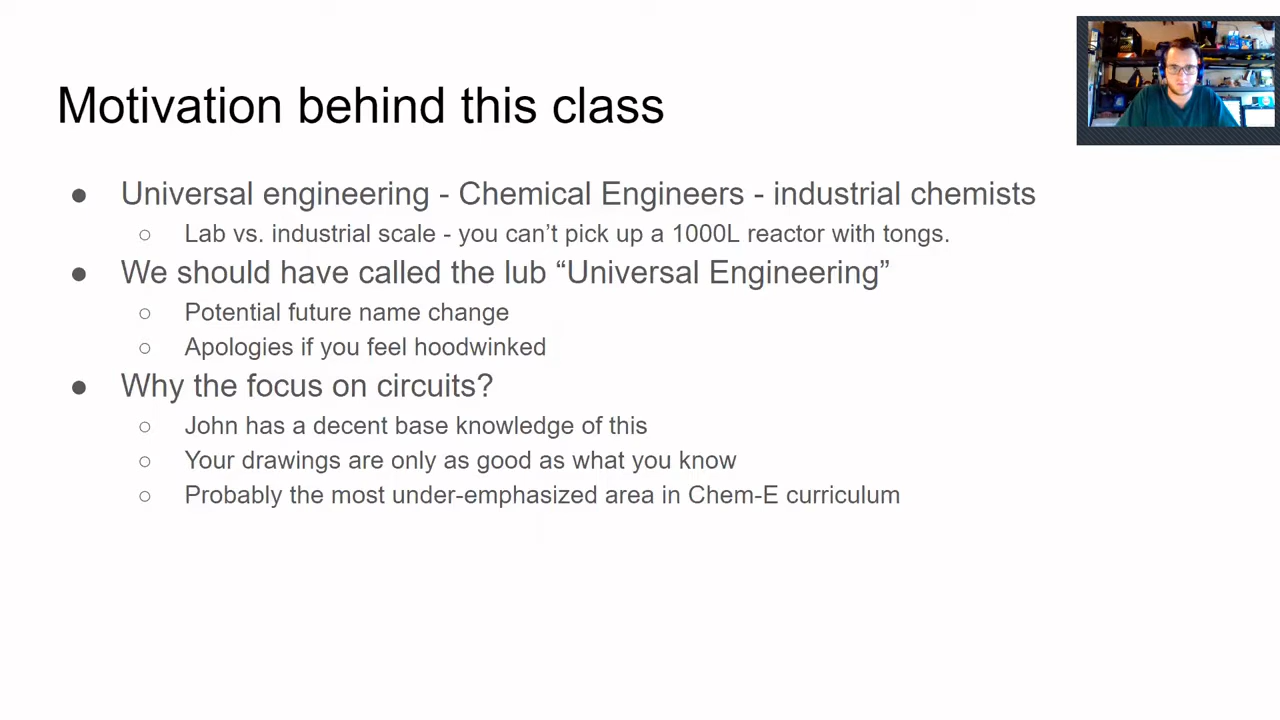 Motivation behind this class
● Universal engineering - Chemical Engineers - industrial chemists
○ Lab vs. industrial scale - you can’t pick up a 1000L reactor with tongs.
● We should have called the lub “Universal Engineering”
○ Potential future name change
○ Apologies if you feel hoodwinked
● Why the focus on circuits?
○ John has a decent base knowledge of this
○ Your drawings are only as good as what you know
○ Probably the most under-emphasized area in Chem-E curriculum